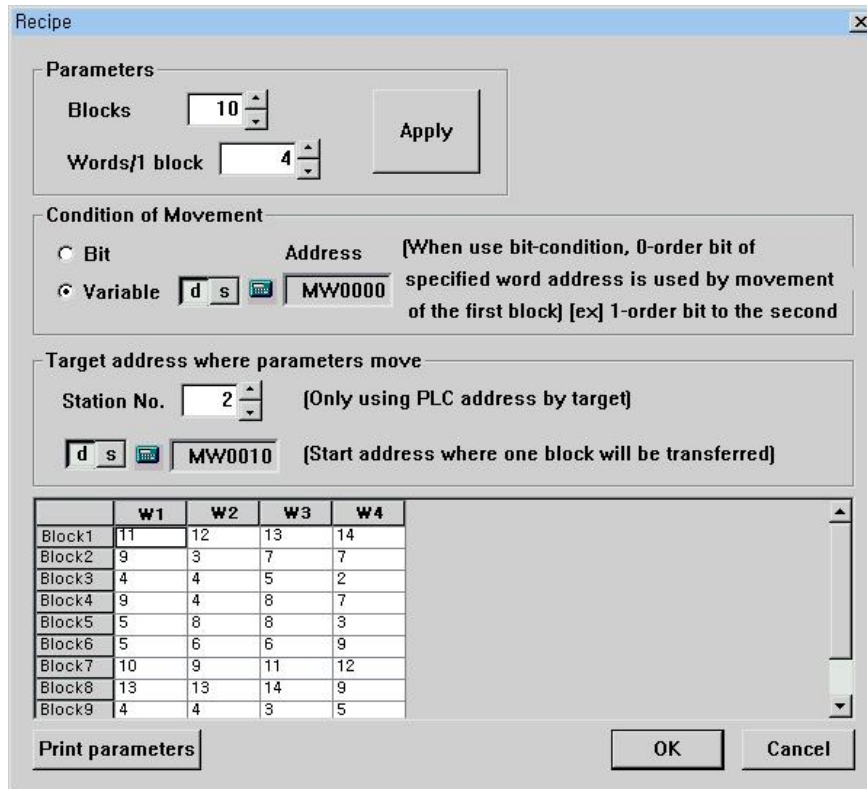 Recipe
Parameters
Blocks 10
Words/1 block 4
Apply
Condition of Movement
Bit
Address
Variable d s MW0000
(When use bit-condition, 0-order bit of
specified word address is used by movement
of the first block) [ex] 1-order bit to the second
Target address where parameters move
Station No. 2 (Only using PLC address by target)
d s MW0010 (Start address where one block will be transferred)
W1 W2 W3 W4
Block1 11 12 13 14
Block2 9 3 7 7
Block3 4 4 5 2
Block4 9 4 8 7
Block5 5 8 8 3
Block6 5 6 6 9
Block7 10 9 11 12
Block8 13 13 14 9
Block9 4 4 3 5
Print parameters OK Cancel